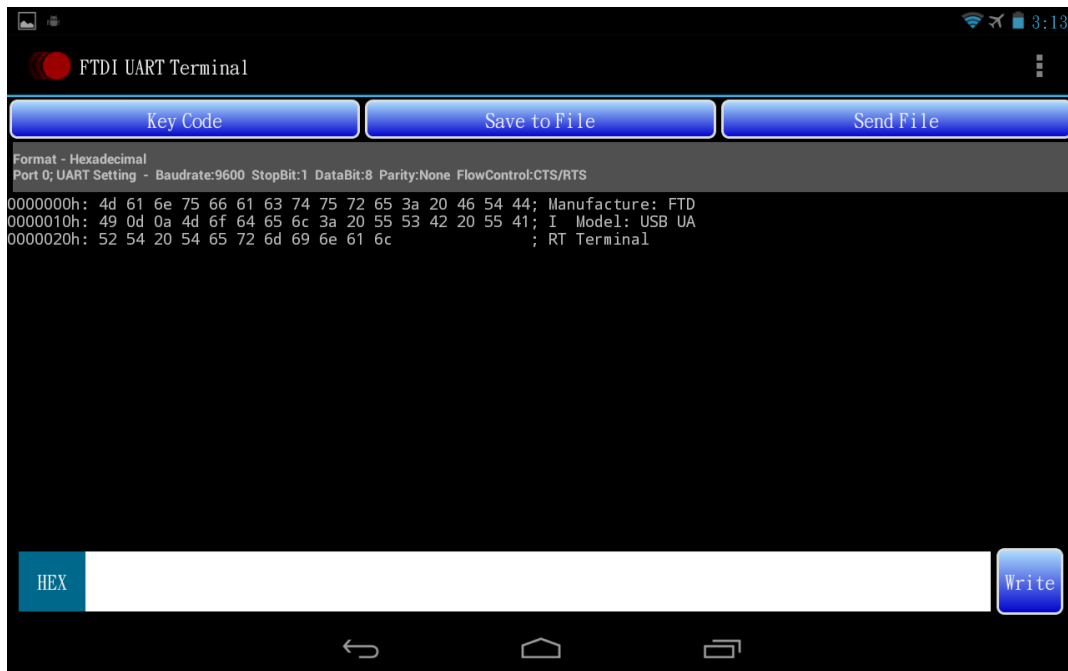 3:13
FTDI UART Terminal
Key Code Save to File Send File
Format - Hexadecimal
Port 0; UART Setting - Baudrate:9600 StopBit:1 DataBit:8 Parity:None FlowControl:CTS/RTS
0000000h: 4d 61 6e 75 66 61 63 74 75 72 65 3a 20 46 54 44; Manufacture: FTD
0000010h: 49 0d 0a 4d 6f 64 65 6c 3a 20 55 53 42 20 55 41; I  Model: USB UA
0000020h: 52 54 20 54 65 72 6d 69 6e 61 6c ; RT Terminal
HEX Write